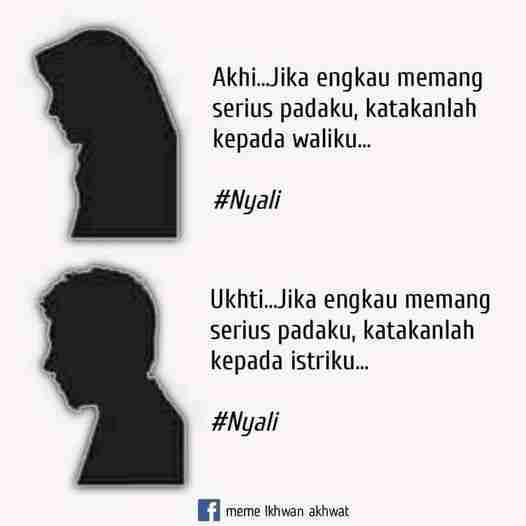 Akhi...Jika engkau memang
serius padaku, katakanlah
kepada waliku...
#Nyali
Ukhti...Jika engkau memang
serius padaku, katakanlah
kepada istriku...
#Nyali
f meme Ikhwan akhwat